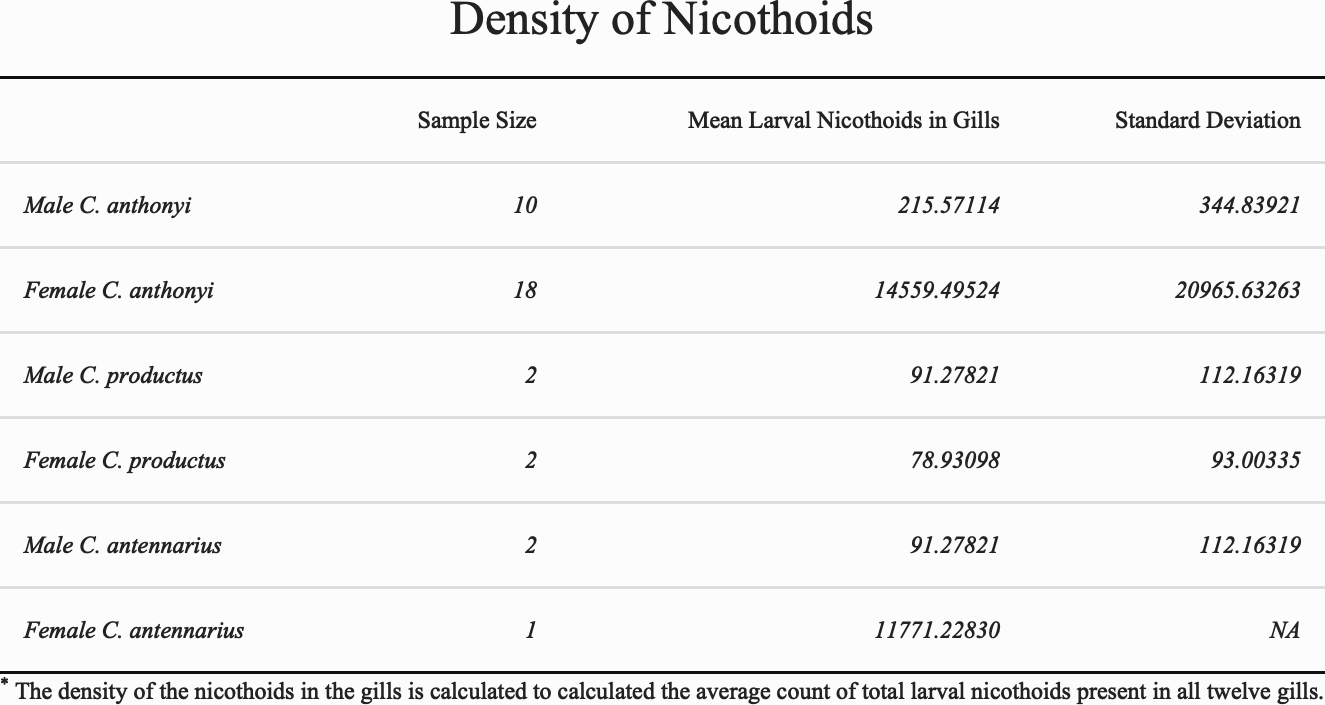 Density of Nicothoids
Sample Size Mean Larval Nicothoids in Gills Standard Deviation
Male C. anthonyi 10 215.57114 344.83921
Female C. anthonyi 18 14559.49524 20965.63263
Male C. productus 2 91.27821 112.16319
Female C. productus 2 78.93098 93.00335
Male C. antennarius 2 91.27821 112.16319
Female C. antennarius 1 11771.22830 NA
* The density of the nicothoids in the gills is calculated to calculated the average count of total larval nicothoids present in all twelve gills.